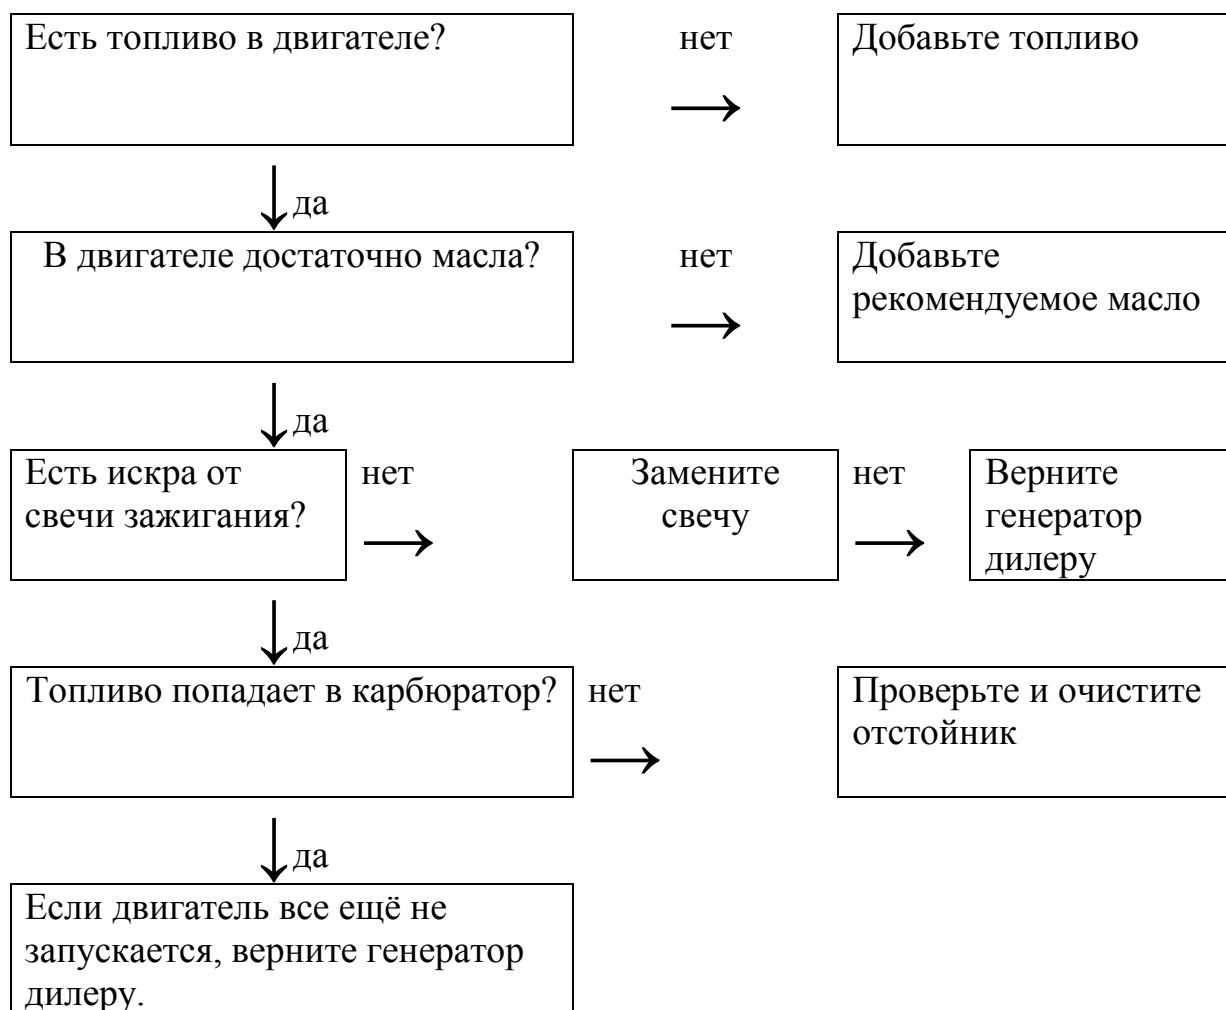 Есть топливо в двигателе?
нет
Добавьте топливо
да
В двигателе достаточно масла?
нет
Добавьте
рекомендуемое масло
да
Есть искра от
свечи зажигания?
нет
Замените
свечу
нет
Верните
генератор
дилеру
да
Топливо попадает в карбюратор?
нет
Проверьте и очистите
отстойник
да
Если двигатель все ещё не
запускается, верните генератор
дилеру.